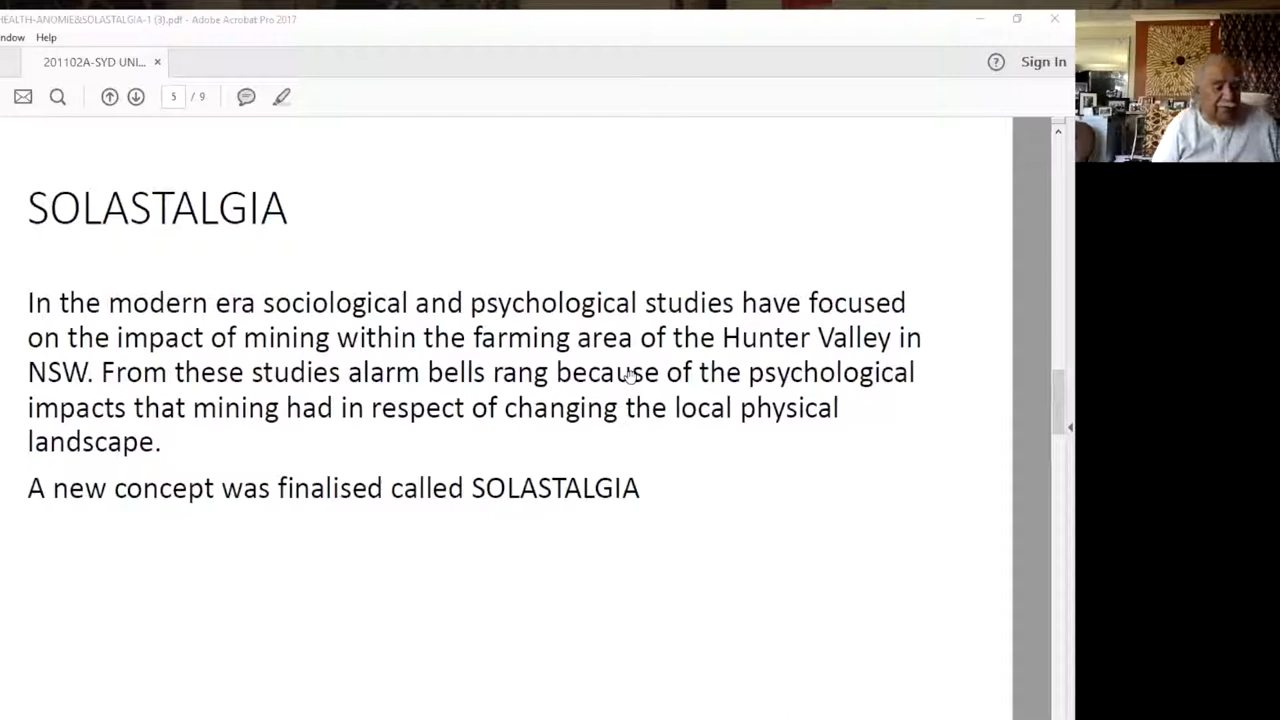 HEALTH-ANOMIE&SOLASTALGIA-1 (3).pdf - Adobe Acrobat Pro 2017
ndow Help
201102A-SYD UNI... ×
? Sign In
5 / 9
SOLASTALGIA
In the modern era sociological and psychological studies have focused
on the impact of mining within the farming area of the Hunter Valley in
NSW. From these studies alarm bells rang because of the psychological
impacts that mining had in respect of changing the local physical
landscape.
A new concept was finalised called SOLASTALGIA